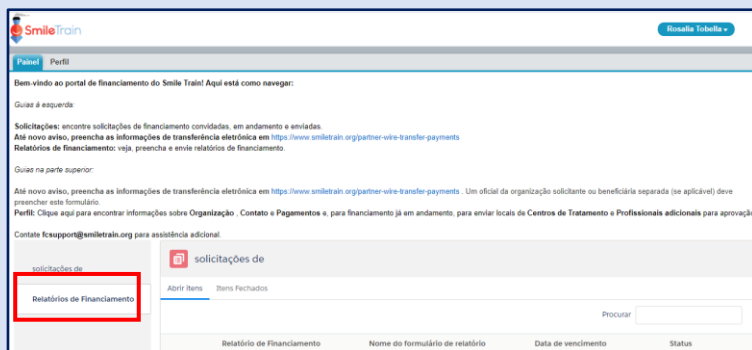 SmileTrain
Rosalia Tobella
Painel Perfil
Bem-vindo ao portal de financiamento do Smile Train! Aqui está como navegar:
Guias à esquerda:
Solicitações: encontre solicitações de financiamento convidadas, em andamento e enviadas.
Até novo aviso, preencha as informações de transferência eletrônica em https://www.smiletrain.org/partner-wire-transfer-payments
Relatórios de financiamento: veja, preencha e envie relatórios de financiamento.
Guias na parte superior:
Até novo aviso, preencha as informações de transferência eletrônica em https://www.smiletrain.org/partner-wire-transfer-payments . Um oficial da organização solicitante ou beneficiária separada (se aplicável) deve
preencher este formulário.
Perfil: Clique aqui para encontrar informações sobre Organização , Contato e Pagamentos e, para financiamento já em andamento, para enviar locais de Centros de Tratamento e Profissionais adicionais para aprovação
Contate fcsupport@smiletrain.org para assistência adicional.
solicitações de
solicitações de
Relatórios de Financiamento
Abrir Itens Itens Fechados
Procurar
Relatório de Financiamento Nome do formulário de relatório Data de vencimento Status